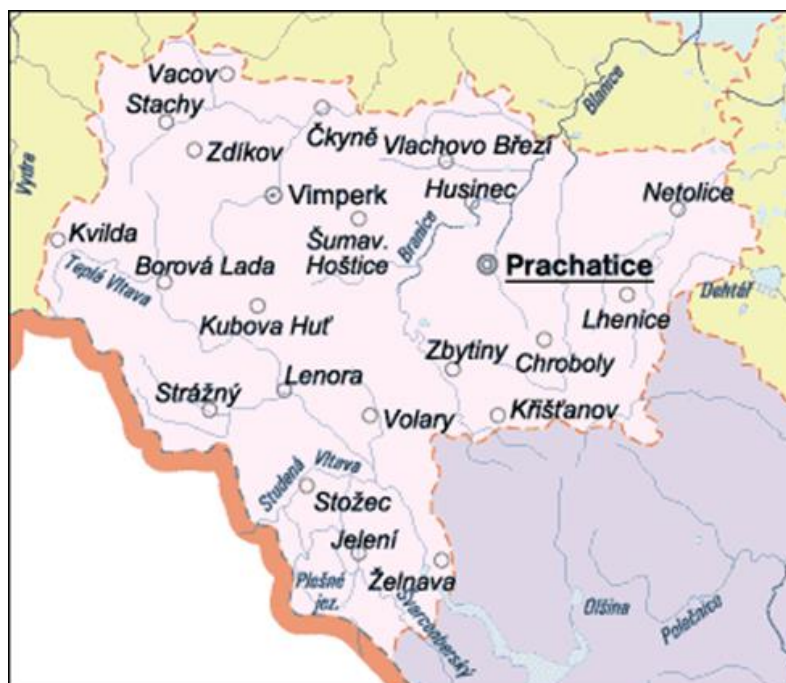 Vacov
Stachy
Čkyně
Blanice
Zdíkov
Vlachovo Březí
Vydra
Vimperk
Husinec
Netolice
Kvilda
Šumav.
Hoštice
Branice
Prachatice
Teplá Vltava
Borová Lada
Dehtář
Kubova Huť
Lhenice
Zbytiny
Chroboly
Lenora
Strážný
Volary
Křišťanov
Studená Vltava
Stožec
Jelení
Plešné
jez.
Želnava
Švarcenberský
Olšina
Polečnice